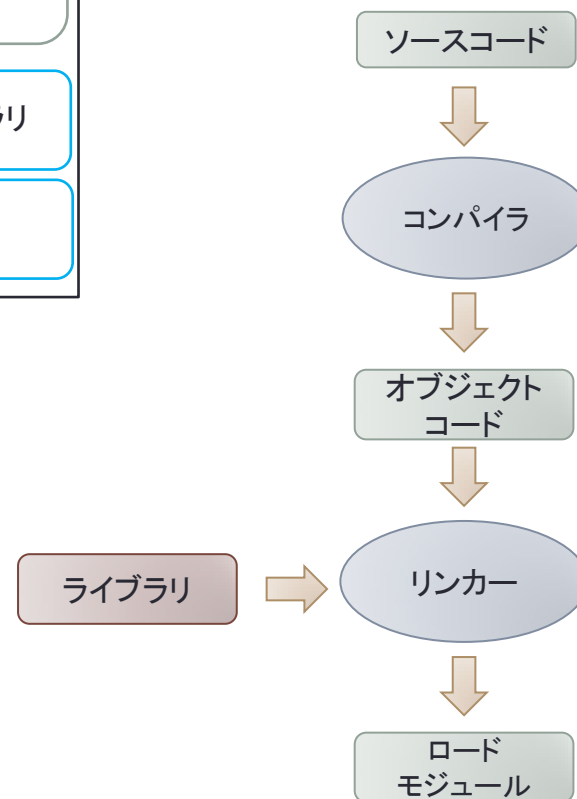 ソースコード
リ
コンパイラ
オブジェクト
コード
ライブラリ
リンカー
ロード
モジュール